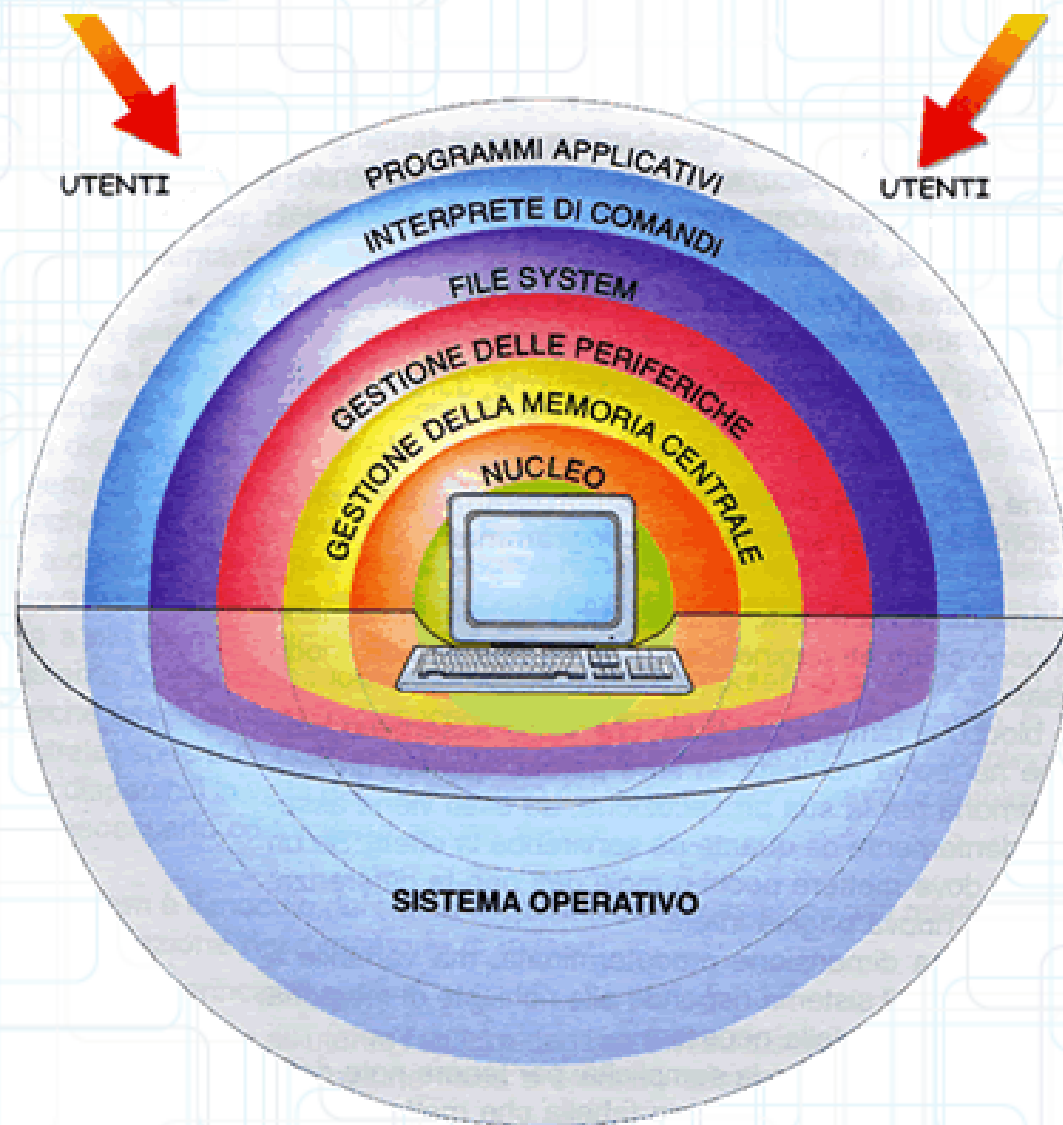 UTENTI
UTENTI
PROGRAMMI APPLICATIVI
INTERPRETE DI COMANDI
FILE SYSTEM
GESTIONE DELLE PERIFERICHE
GESTIONE DELLA MEMORIA CENTRALE
NUCLEO
SISTEMA OPERATIVO